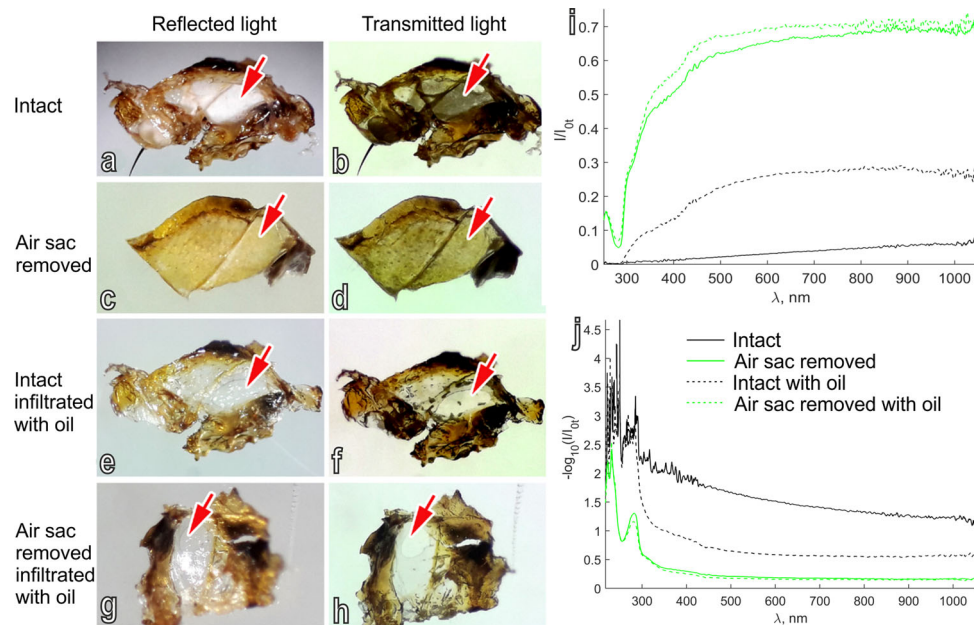 Reflected light
Transmitted light
Intact
a
b
Air sac
removed
c
d
Intact
infiltrated
with oil
e
f
Air sac
removed
infiltrated
with oil
g
h
i
0.7
0.6
0.5
0.4
0.3
0.2
0.1
0
I/I0t
300 400 500 600 700 800 900 1000
λ, nm
j
4.5
4
3.5
3
2.5
2
1.5
1
0.5
0
-log10(I/I0t)
Intact
Air sac removed
Intact with oil
Air sac removed with oil
300 400 500 600 700 800 900 1000
λ, nm